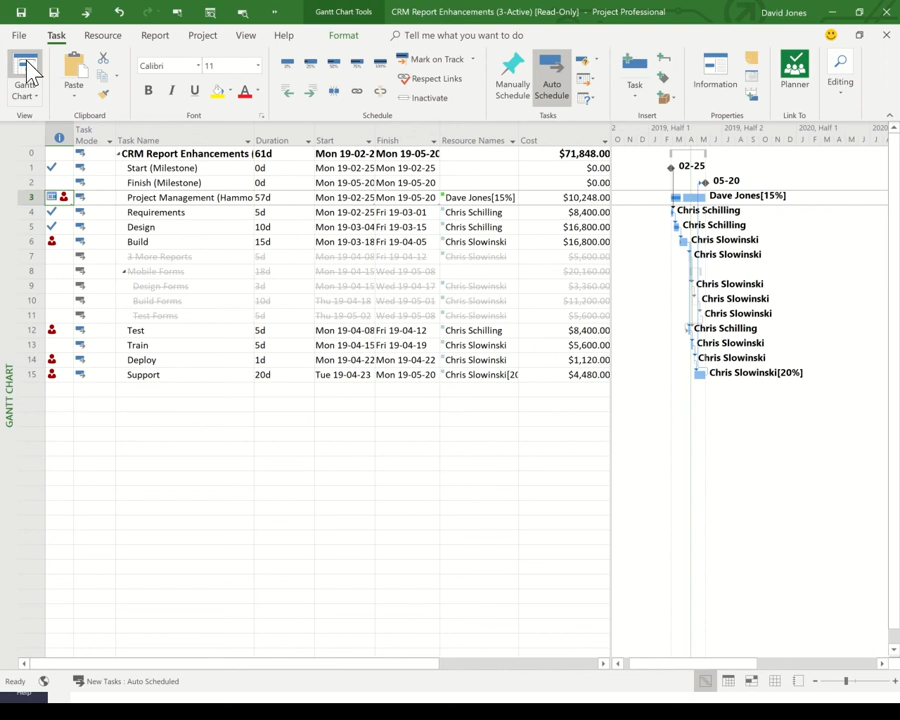 Gantt Chart Tools
CRM Report Enhancements (3-Active) [Read-Only] - Project Professional
David Jones
File Task Resource Report Project View Help Format Tell me what you want to do
Gantt Chart
Paste
Calibri 11
B I U A
Mark on Track
Respect Links
Inactivate
Manually Schedule
Auto Schedule
Task
Information
Planner
Editing
View Clipboard Font Schedule Tasks Insert Properties Link To
Task Mode Task Name Duration Start Finish Resource Names Cost
2 2019, Half 1 2019, Half 2 2020, Half 1 2020
O N D J F M A M J J A S O N D J F M A M J J
0 CRM Report Enhancements ( 61d Mon 19-02-2 Mon 19-05-20 $71,848.00
1 Start (Milestone) 0d Mon 19-02-25 Mon 19-02-25 $0.00 02-25
2 Finish (Milestone) 0d Mon 19-05-20 Mon 19-05-20 $0.00 05-20
3 Project Management (Hammo 57d Mon 19-02-25 Mon 19-05-20 Dave Jones[15%] $10,248.00 Dave Jones[15%]
4 Requirements 5d Mon 19-02-25 Fri 19-03-01 Chris Schilling $8,400.00 Chris Schilling
5 Design 10d Mon 19-03-04 Fri 19-03-15 Chris Schilling $16,800.00 Chris Schilling
6 Build 15d Mon 19-03-18 Fri 19-04-05 Chris Slowinski $16,800.00 Chris Slowinski
7 3 More Reports 5d Mon 19-04-08 Fri 19-04-12 Chris Slowinski $5,600.00 Chris Slowinski
8 Mobile Forms 18d Mon 19-04-15 Wed 19-05-08 $20,160.00
9 Design Forms 3d Mon 19-04-15 Wed 19-04-17 Chris Slowinski $3,360.00 Chris Slowinski
10 Build Forms 10d Thu 19-04-18 Wed 19-05-01 Chris Slowinski $11,200.00 Chris Slowinski
11 Test Forms 5d Thu 19-05-02 Wed 19-05-08 Chris Slowinski $5,600.00 Chris Slowinski
12 Test 5d Mon 19-04-08 Fri 19-04-12 Chris Schilling $8,400.00 Chris Schilling
13 Train 5d Mon 19-04-15 Fri 19-04-19 Chris Slowinski $5,600.00 Chris Slowinski
14 Deploy 1d Mon 19-04-22 Mon 19-04-22 Chris Slowinski $1,120.00 Chris Slowinski
15 Support 20d Tue 19-04-23 Mon 19-05-20 Chris Slowinski[20 $4,480.00 Chris Slowinski[20%]
GANTT CHART
Ready New Tasks : Auto Scheduled
Help